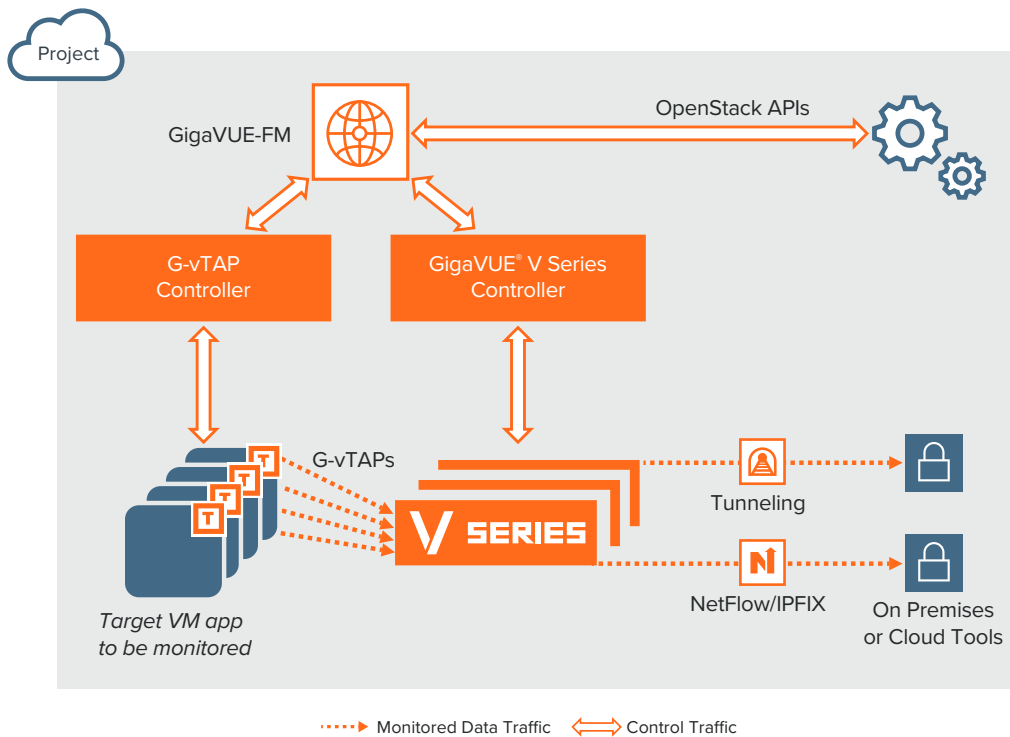 Project
OpenStack APIs
GigaVUE-FM
G-vTAP
Controller
GigaVUE® V Series
Controller
T
T
T
T
G-vTAPs
V SERIES
Tunneling
N
NetFlow/IPFIX
Target VM app
to be monitored
On Premises
or Cloud Tools
Monitored Data Traffic
Control Traffic